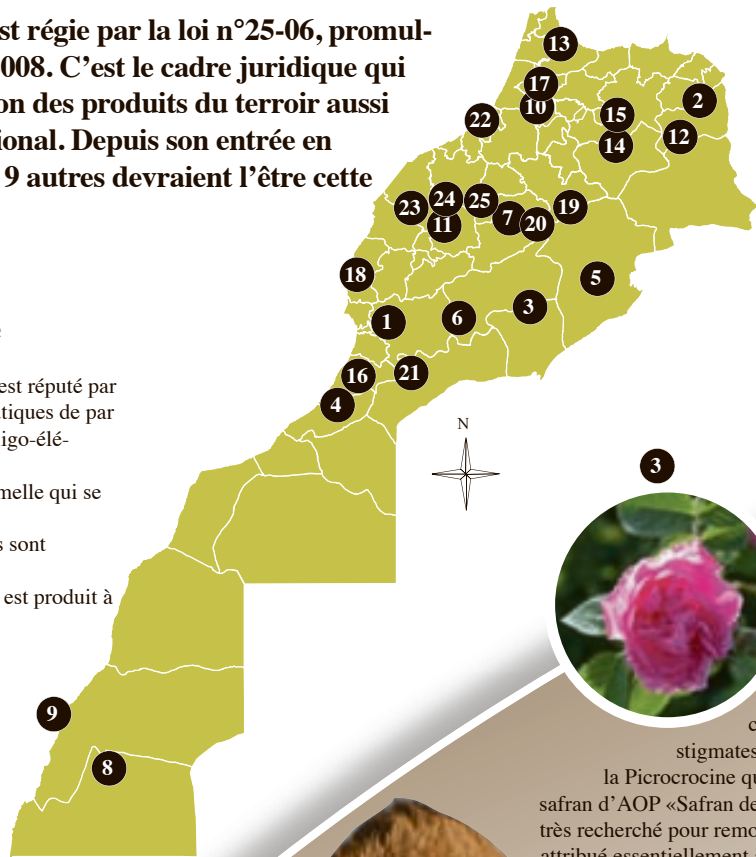 st régie par la loi n°25-06, promul-
008. C’est le cadre juridique qui
on des produits du terroir aussi
ional. Depuis son entrée en
9 autres devraient l’être cette
13
17
10
2
15
22
12
14
24
25
23
19
7
20
11
18
5
3
6
1
21
16
4
est réputé par
tiques de par
igo-élé-
melle qui se
s sont
est produit à
N
3
9
8
stigmates
la Picrocrocine qu
safran d’AOP «Safran de
très recherché pour remo
attribué essentiellement